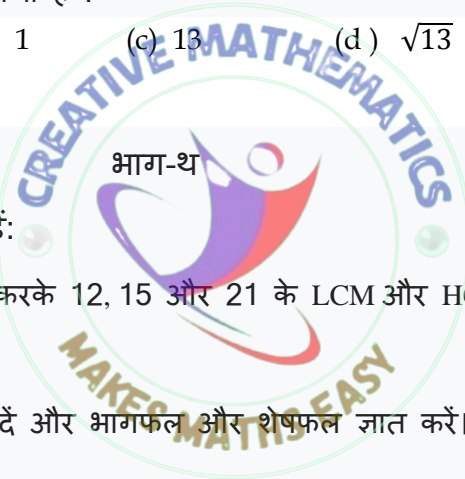 1 (c) 13 (d ) √13
CREATIVE MATHEMATICS
भाग-थ
हैं:
करके 12, 15 और 21 के LCM और
MAKES MATHS EASY
दें और भागफल और शेषफल ज्ञात करें।